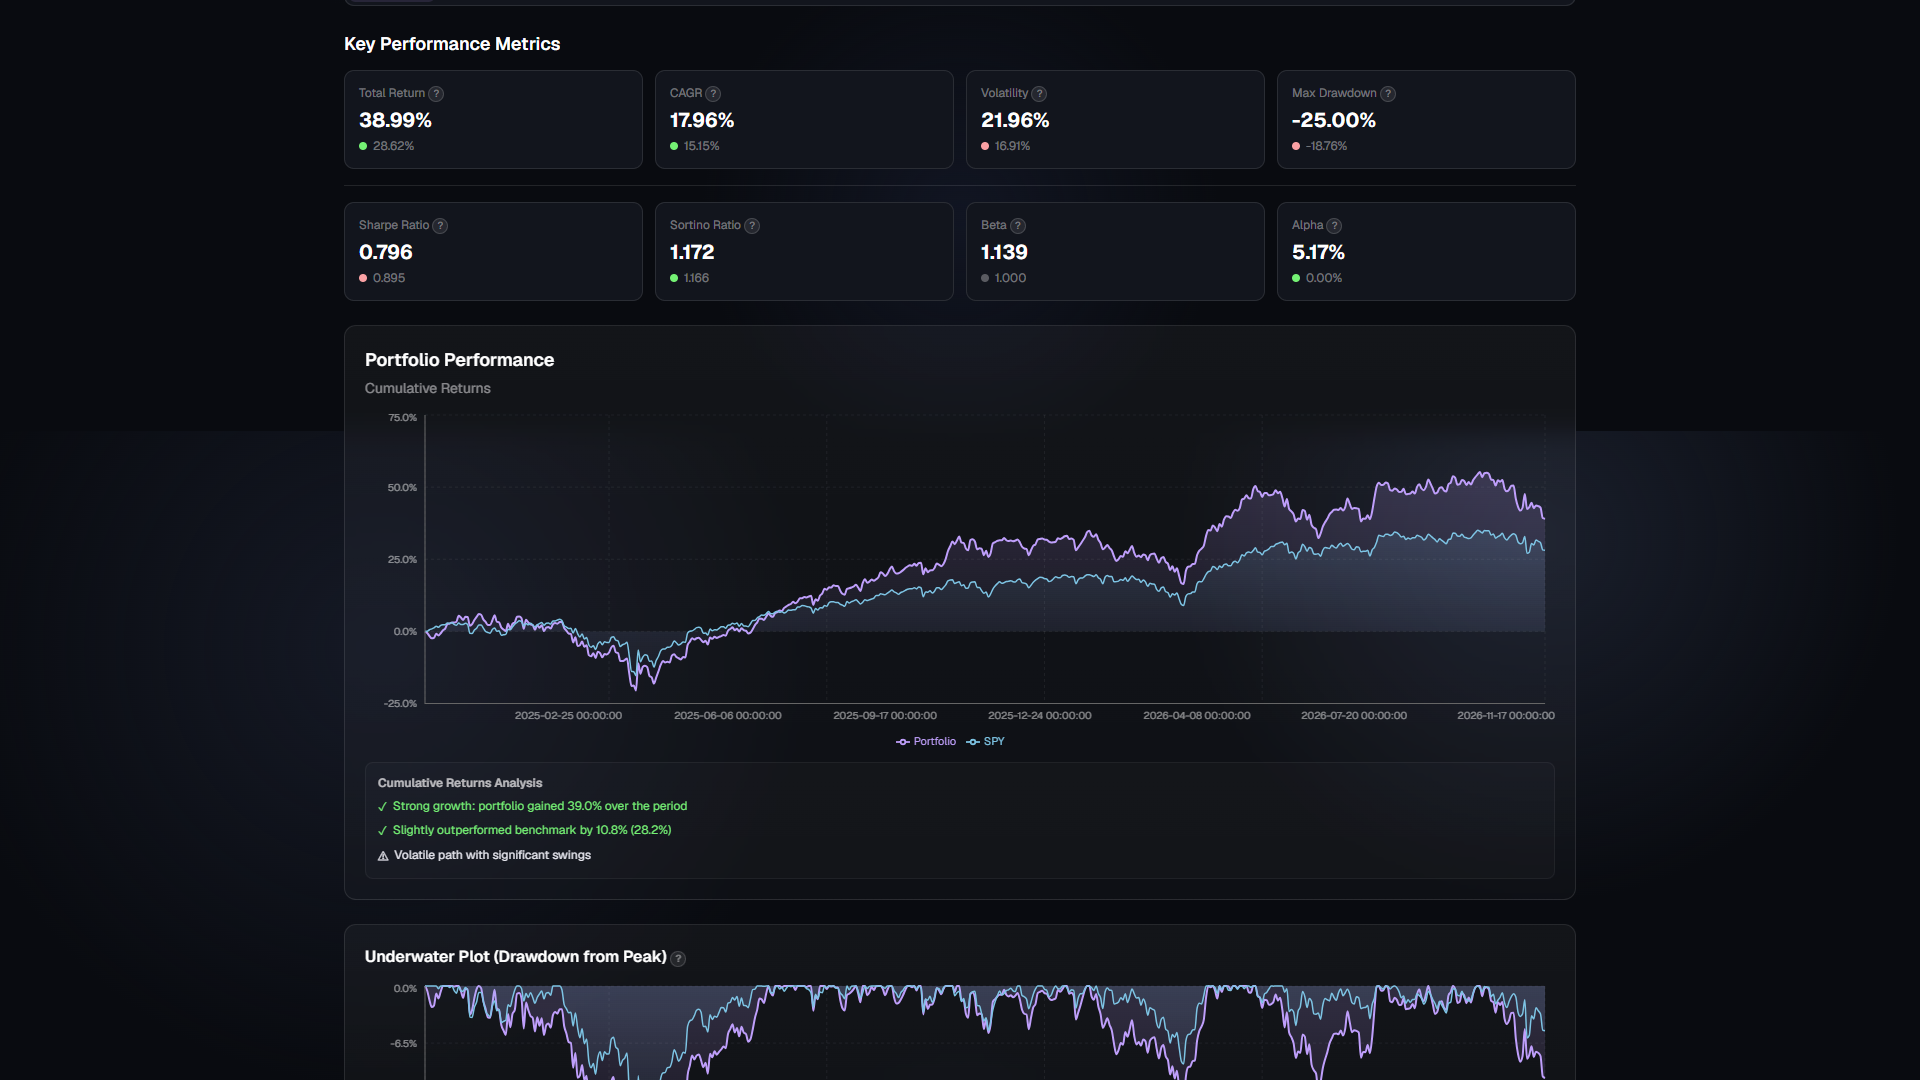 Key Performance Metrics
Total Return ?
38.99%
28.62%
CAGR ?
17.96%
15.15%
Volatility ?
21.96%
16.91%
Max Drawdown ?
-25.00%
-18.76%
Sharpe Ratio ?
0.796
0.895
Sortino Ratio ?
1.172
1.166
Beta ?
1.139
1.000
Alpha ?
5.17%
0.00%
Portfolio Performance
Cumulative Returns
75.0%
50.0%
25.0%
0.0%
-25.0%
2025-02-25 00:00:00
2025-06-06 00:00:00
2025-09-17 00:00:00
2025-12-24 00:00:00
2026-04-08 00:00:00
2026-07-20 00:00:00
2026-11-17 00:00:00
Portfolio SPY
Cumulative Returns Analysis
✓ Strong growth: portfolio gained 39.0% over the period
✓ Slightly outperformed benchmark by 10.8% (28.2%)
⚠ Volatile path with significant swings
Underwater Plot (Drawdown from Peak) ?
0.0%
-6.5%